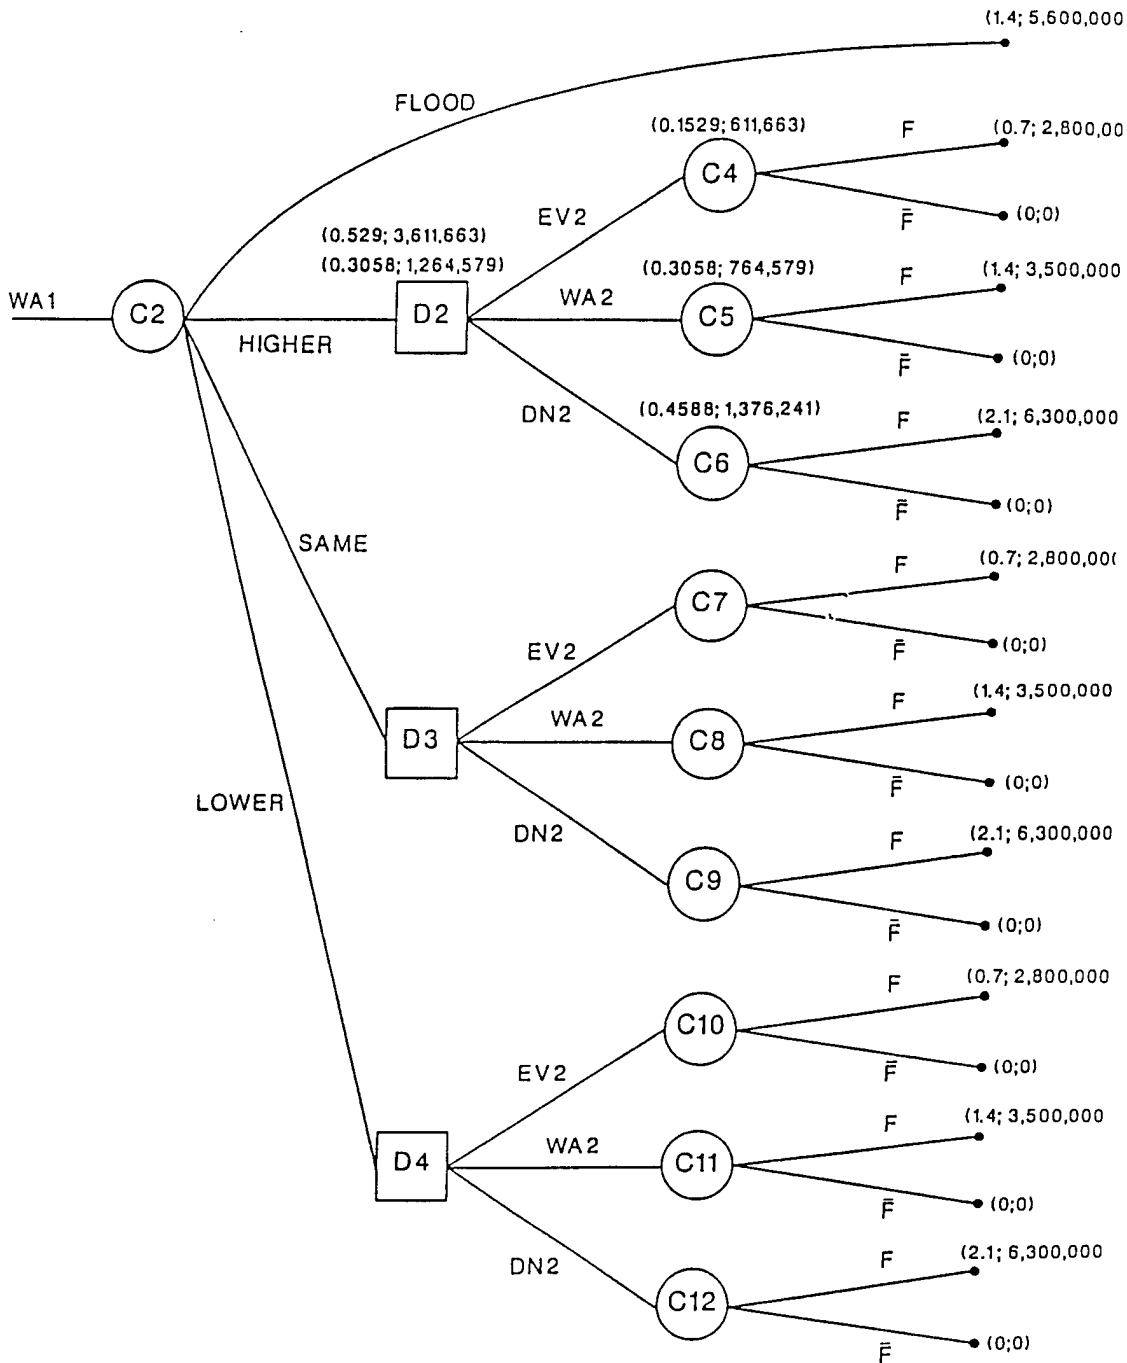 (1.4; 5,600,000
FLOOD
(0.1529; 611,663)
F
(0.7; 2,800,00
C4
EV2
F̄
(0;0)
(0.529; 3,611,663)
(0.3058; 1,264,579)
(0.3058; 764,579)
F
(1.4; 3,500,000
WA1
C2
HIGHER
D2
WA2
C5
F̄
(0;0)
DN2
(0.4588; 1,376,241)
F
(2.1; 6,300,000
C6
F̄
(0;0)
SAME
F
(0.7; 2,800,00(
C7
EV2
F̄
(0;0)
F
(1.4; 3,500,000
D3
WA2
C8
F̄
(0;0)
LOWER
DN2
F
(2.1; 6,300,000
C9
F̄
(0;0)
F
(0.7; 2,800,000
C10
EV2
F̄
(0;0)
F
(1.4; 3,500,000
D4
WA2
C11
F̄
(0;0)
DN2
F
(2.1; 6,300,000
C12
F̄
(0;0)